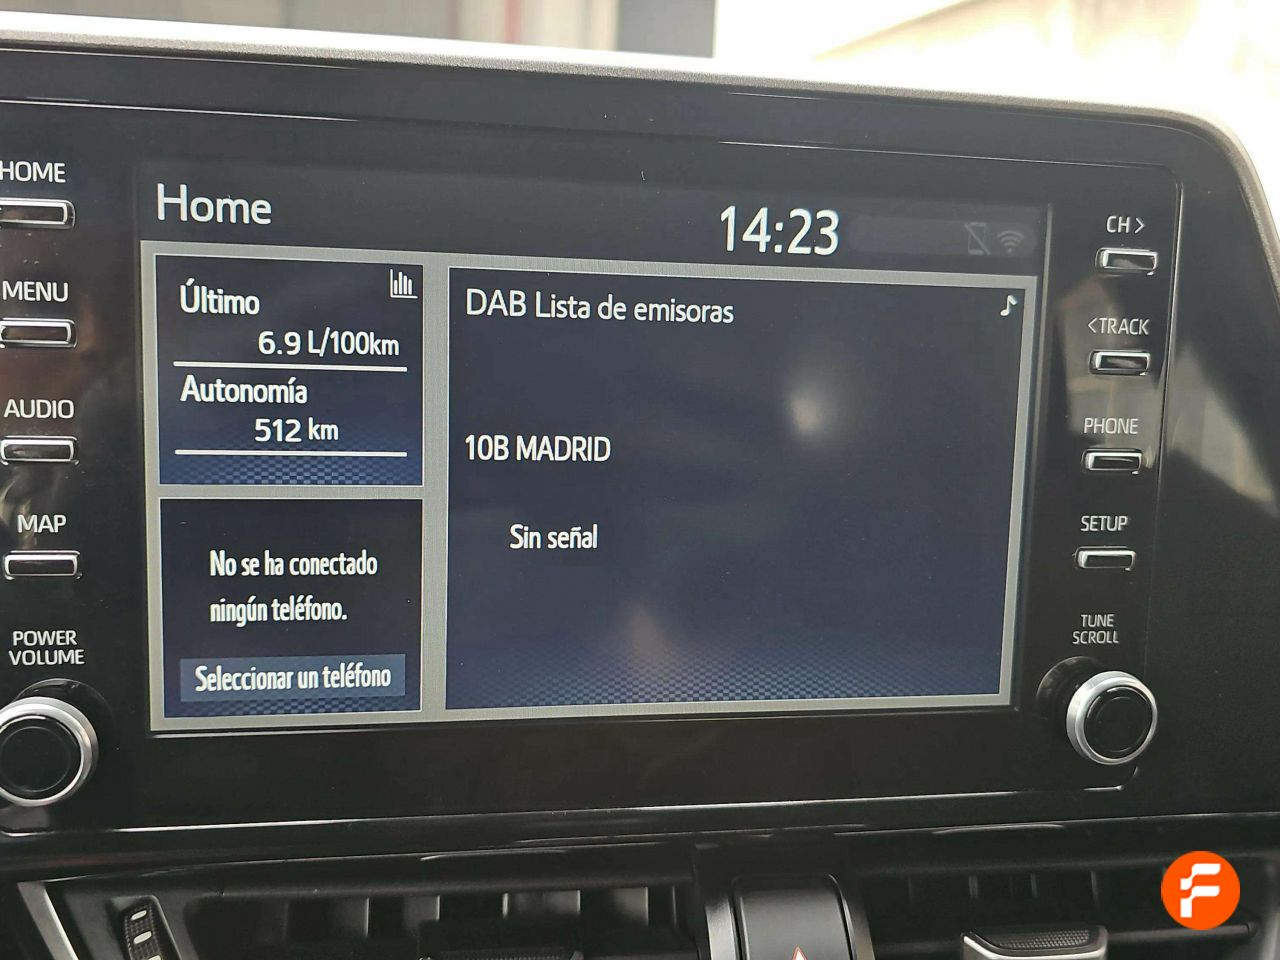 HOME
MENU
AUDIO
MAP
POWER
VOLUME
Home
14:23
Último
6.9 L/100km
Autonomía
512 km
No se ha conectado
ningún teléfono.
Seleccionar un teléfono
DAB Lista de emisoras
10B MADRID
Sin señal
CH >
<TRACK
PHONE
SETUP
TUNE
SCROLL
F